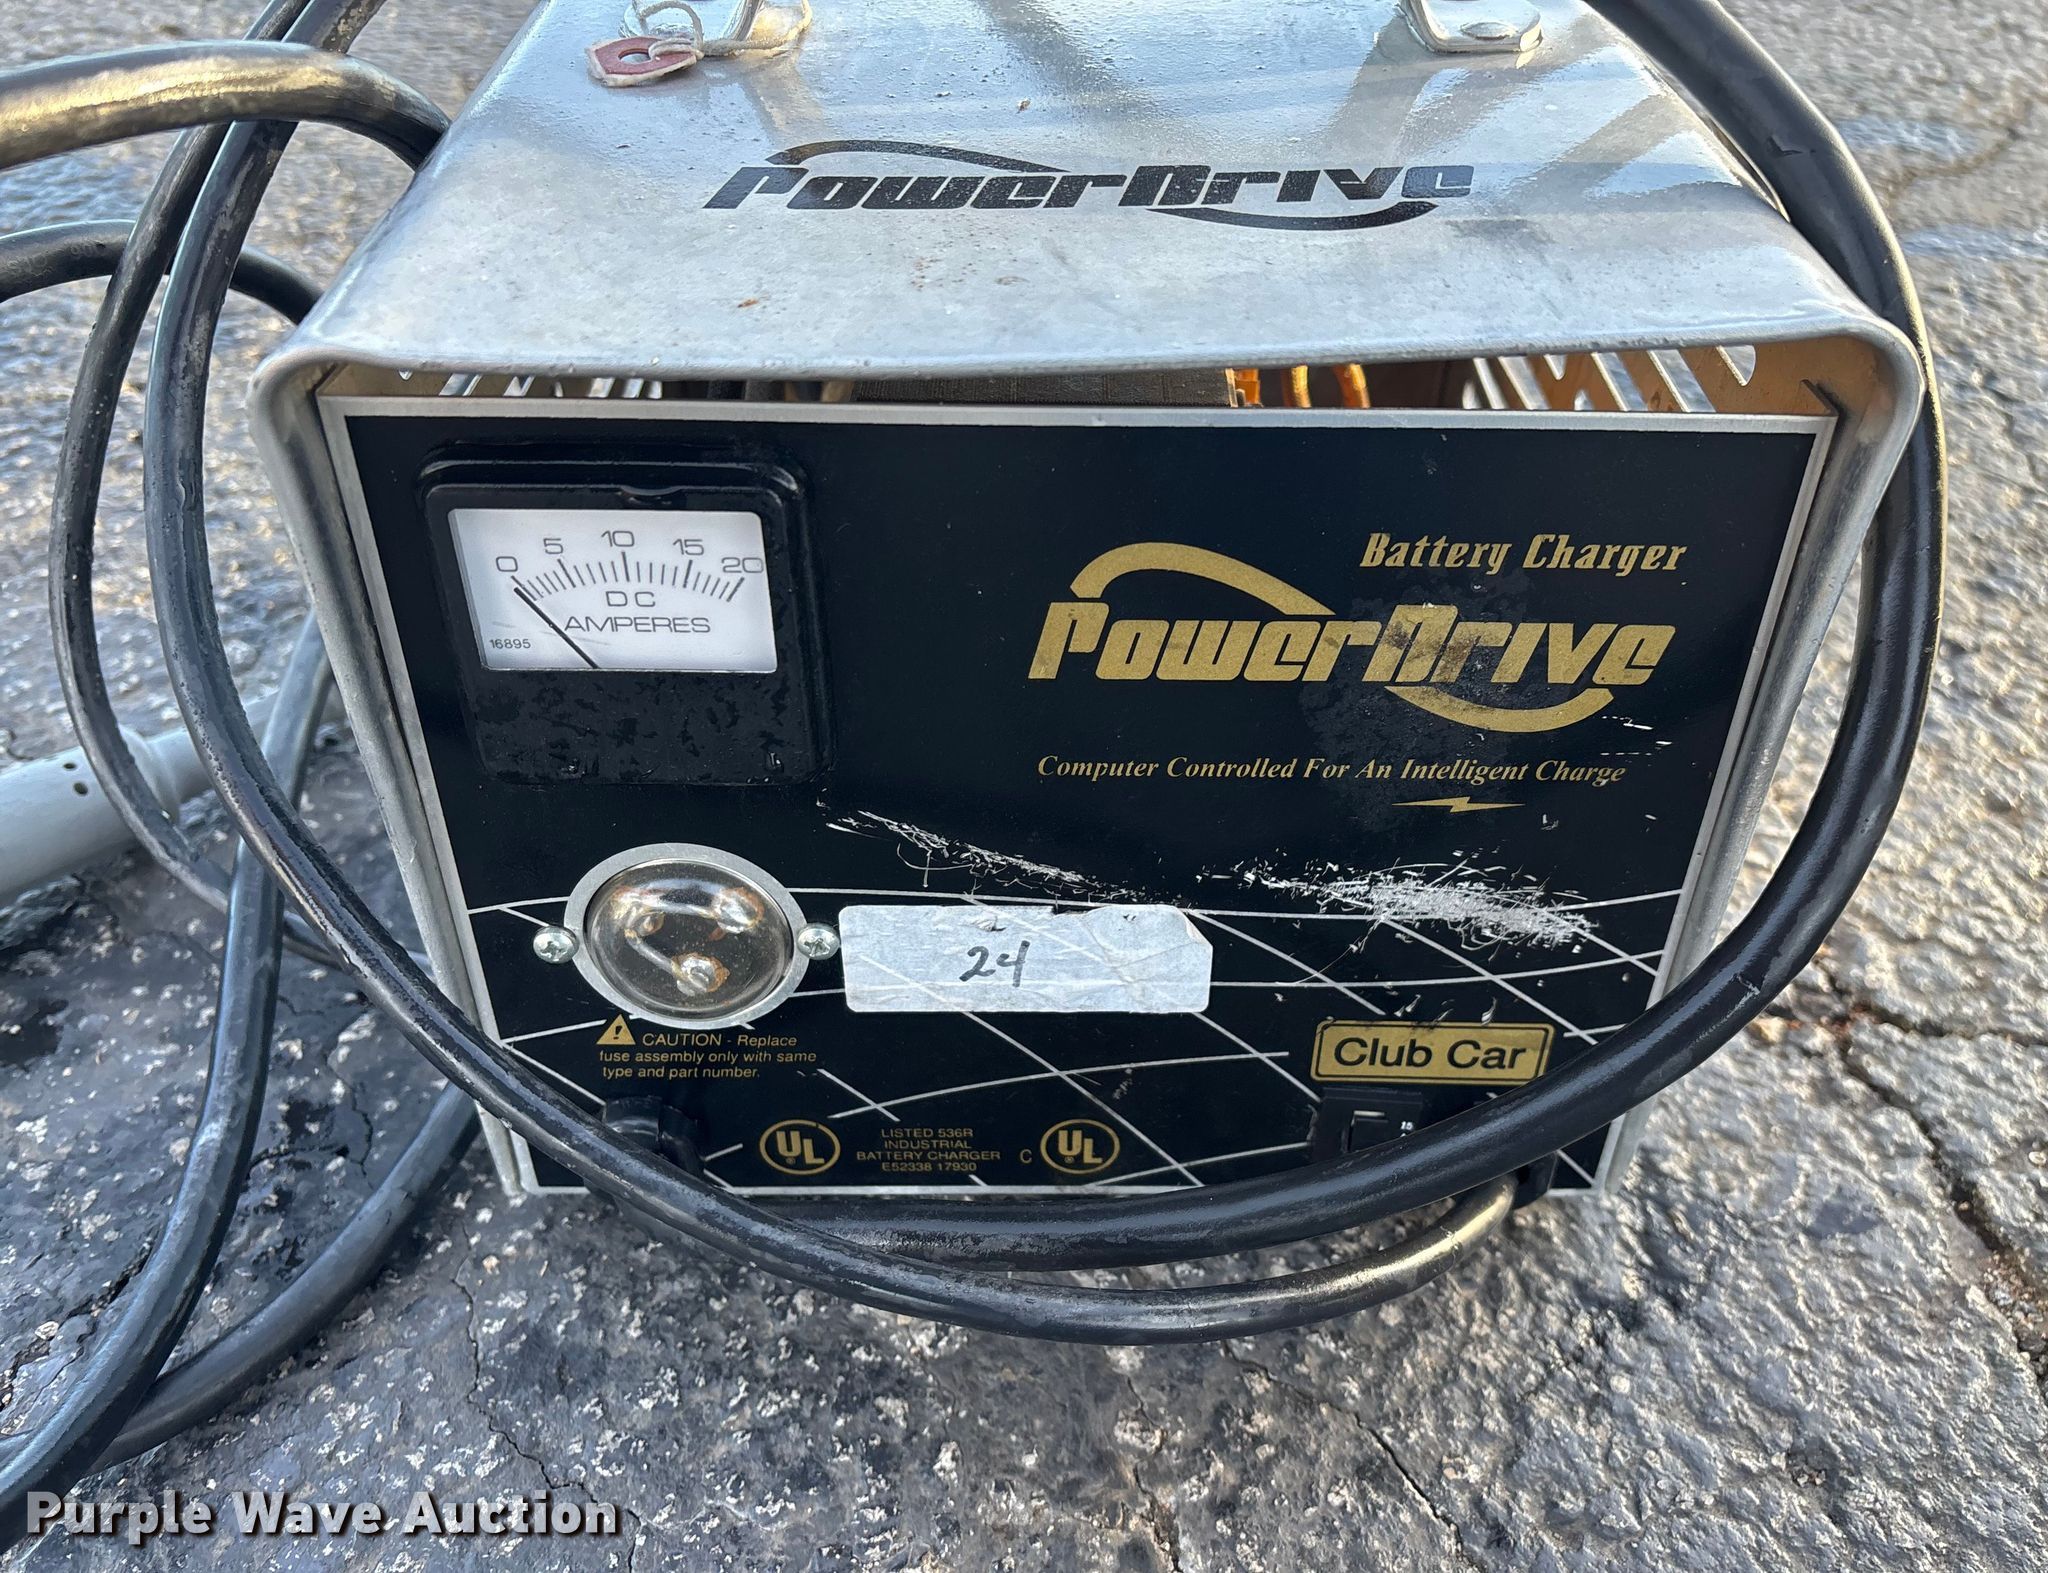 PowerDrive
0 5 10 15 20
DC
AMPERES
16895
Battery Charger
PowerDrive
Computer Controlled For An Intelligent Charge
24
CAUTION - Replace
fuse assembly only with same
type and part number.
Club Car
15
UL
LISTED 536R
INDUSTRIAL
BATTERY CHARGER
E52338 17930
C UL
Purple Wave Auction